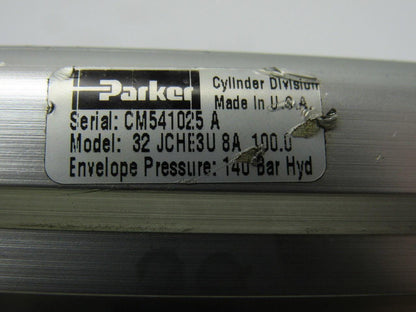 Parker
Cylinder Division
Made In U.S.A.
Serial: CM541025 A
Model: 32 JCHE3U 8A 100.0
Envelope Pressure: 140 Bar Hyd